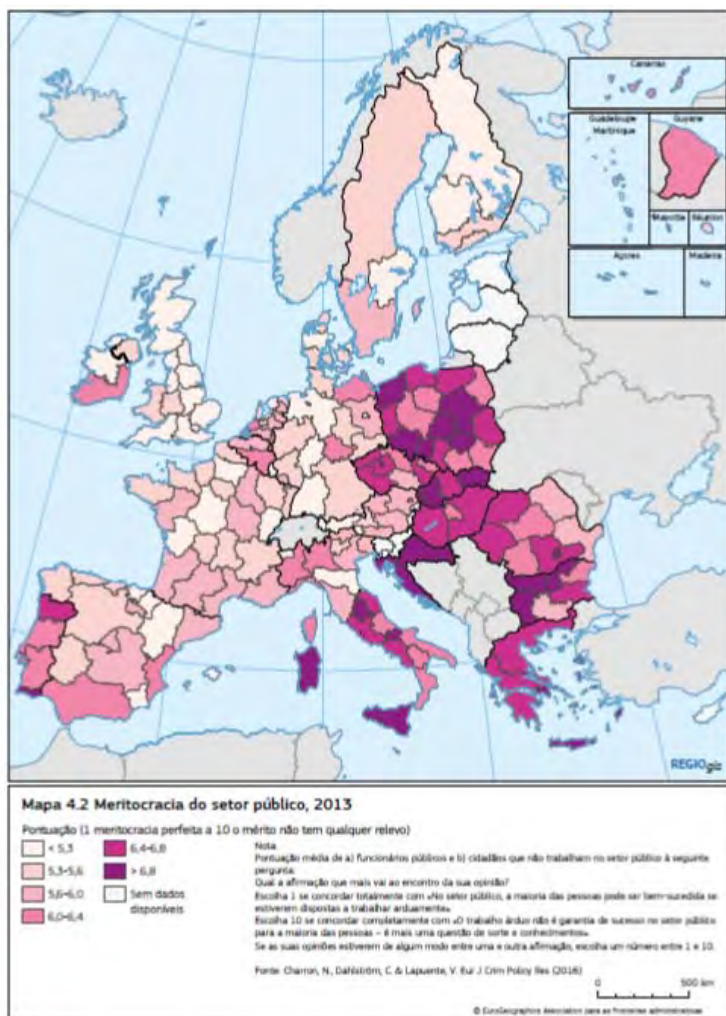 Canarias
Guadeloupe
Martinique
Guyane
Mayotte
Réunion
Açores
Madeira
REGIOgis
Mapa 4.2 Meritocracia do setor público, 2013
Pontuação (1 meritocracia perfeita a 10 o mérito não tem qualquer relevo)
< 5,3
5,3–5,6
5,6–6,0
6,0–6,4
6,4–6,8
> 6,8
Sem dados
disponíveis
Nota
Pontuação média de a) funcionários públicos e b) cidadãos que não trabalham no setor público à seguinte
pergunta:
Qual a afirmação que mais vai ao encontro da sua opinião?
Escolha 1 se concordar totalmente com «No setor público, a maioria das pessoas pode ser bem-sucedida se
estiverem dispostas a trabalhar arduamente».
Escolha 10 se concordar completamente com «O trabalho árduo não é garantia de sucesso no setor público
para a maioria das pessoas – é mais uma questão de sorte e conhecimentos».
Se as suas opiniões estiverem de algum modo entre uma e outra afirmação, escolha um número entre 1 e 10.
Fonte: Charron, N., Dahlström, C. & Lapuente, V. Eur J Crim Policy Res (2016)
0 500 km
© EuroGeographics Association para as fronteiras administrativas